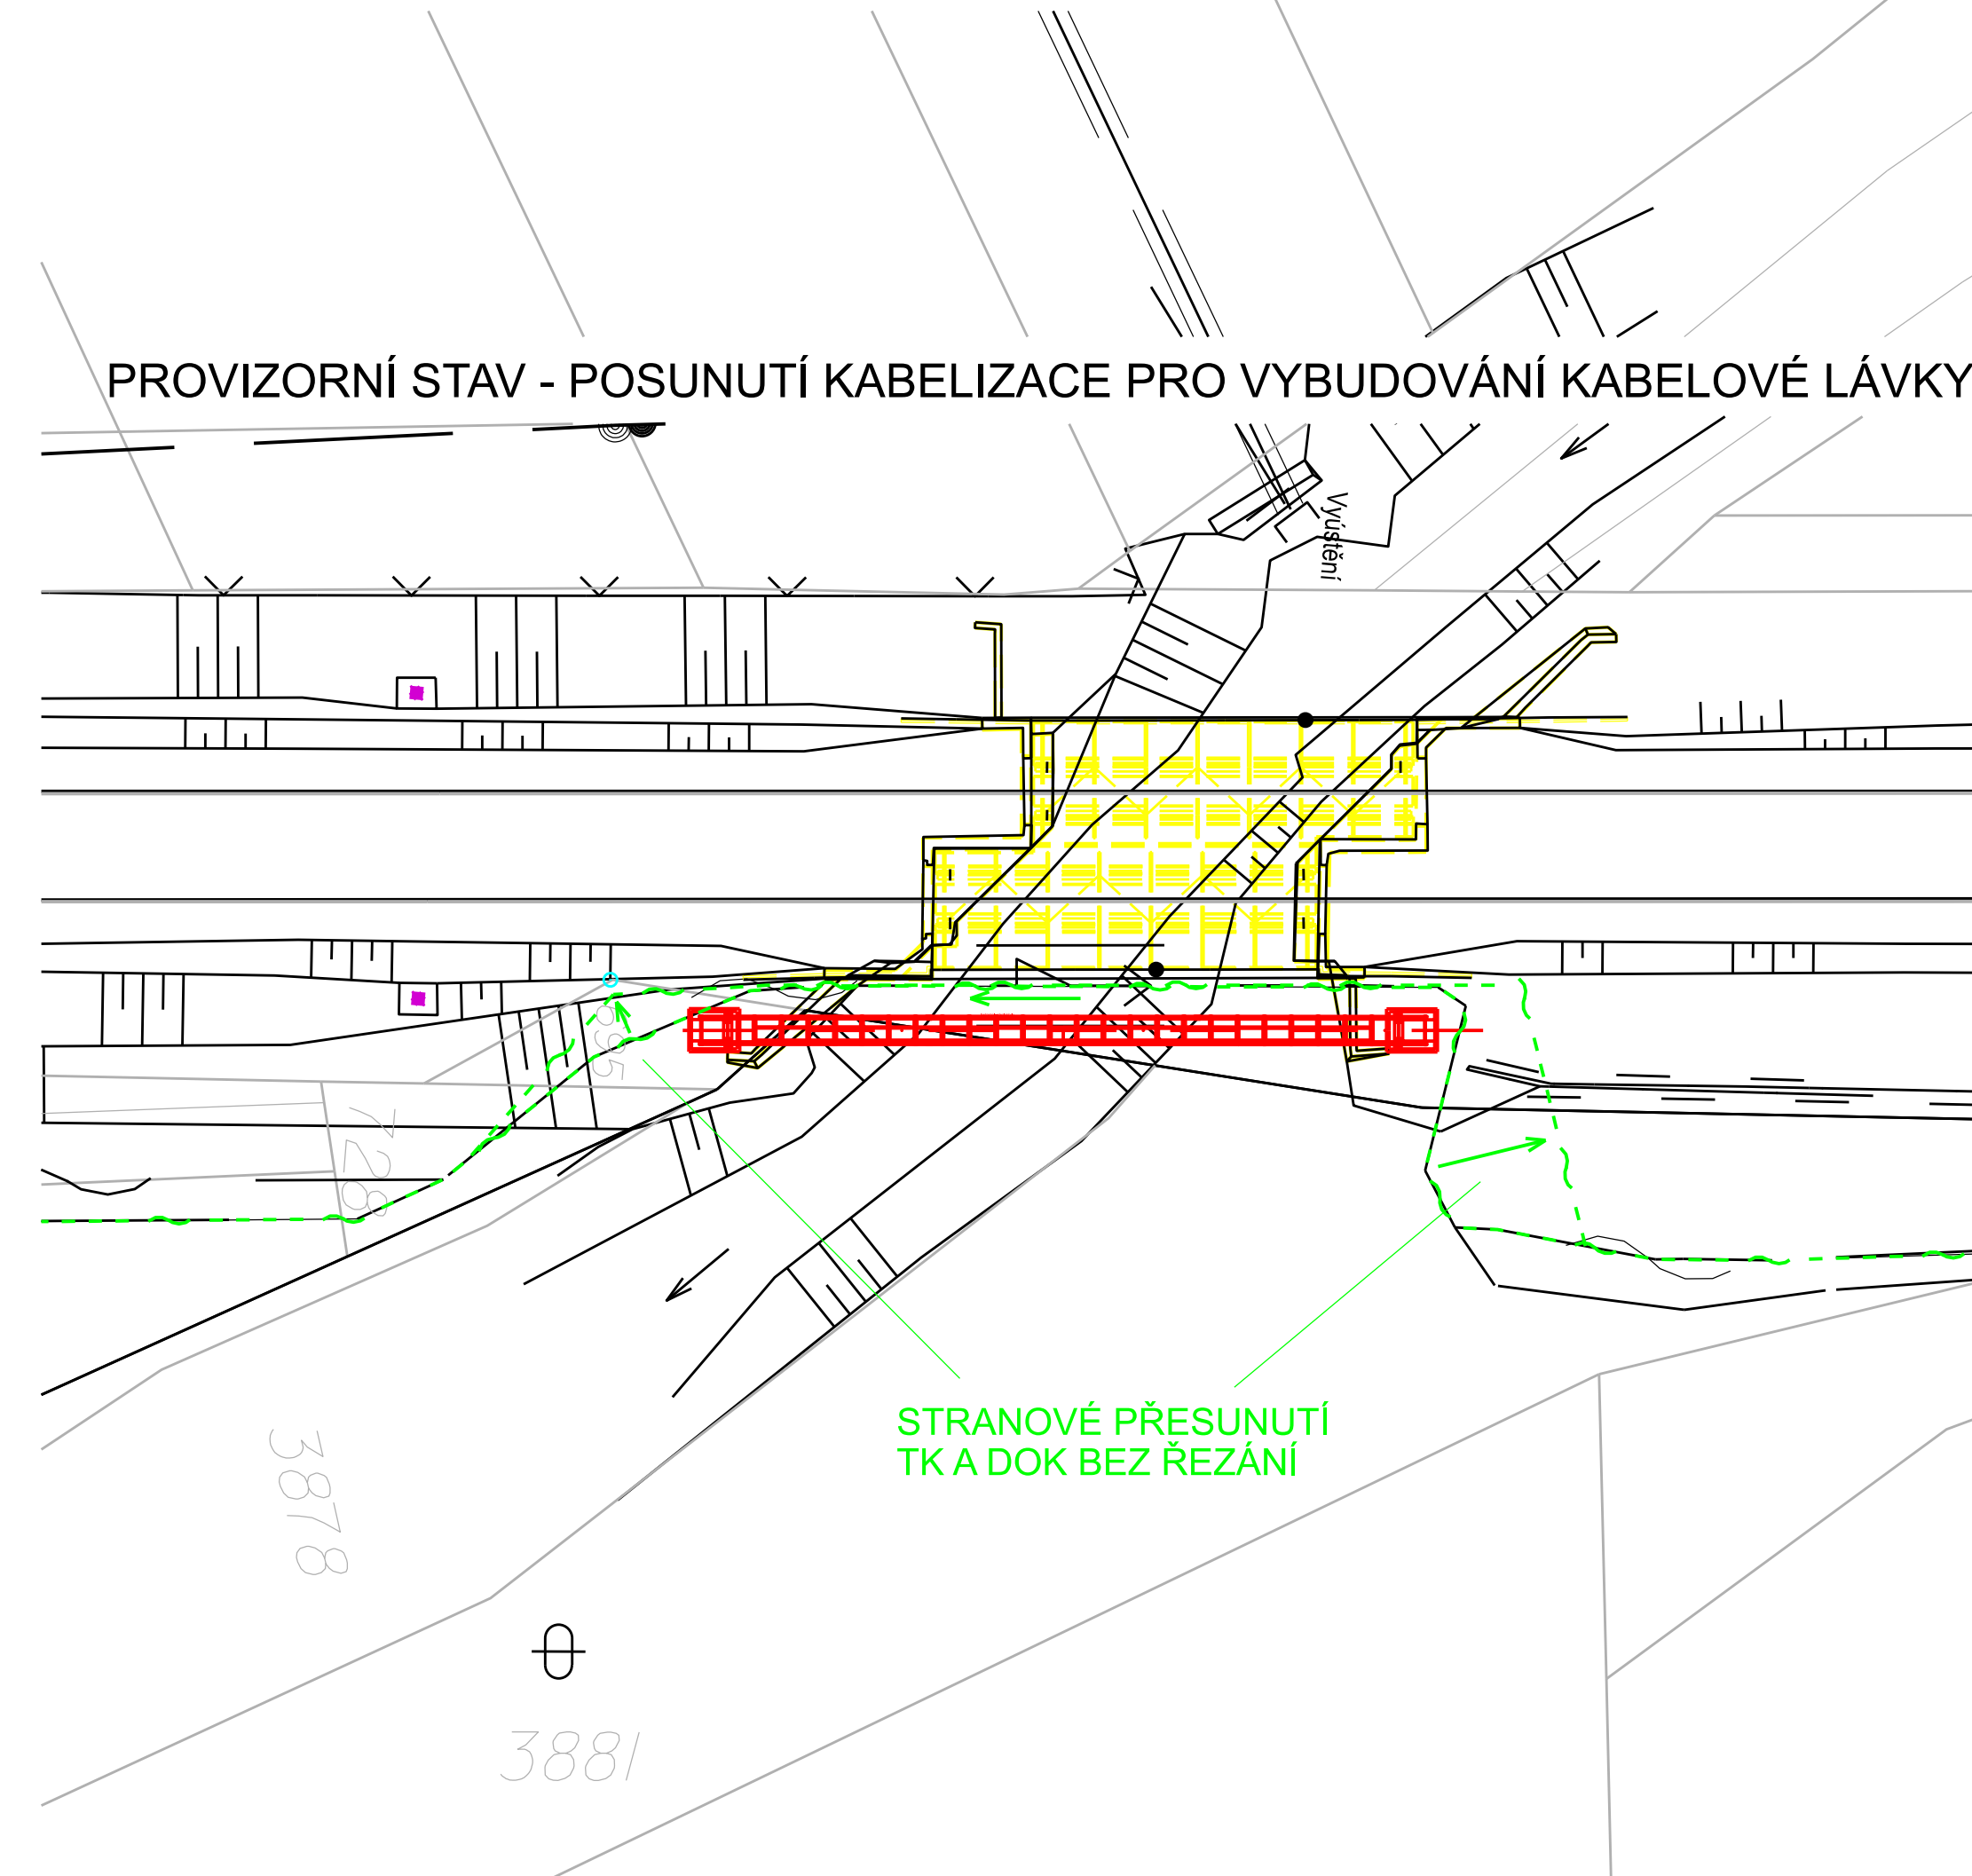 PROVIZORNÍ STAV - POSUNUTÍ KABELIZACE PRO VYBUDOVÁNÍ KABELOVÉ LÁVKY
Vyústění
STRANOVÉ PŘESUNUTÍ
TK A DOK BEZ ŘEZÁNÍ
3878
3881